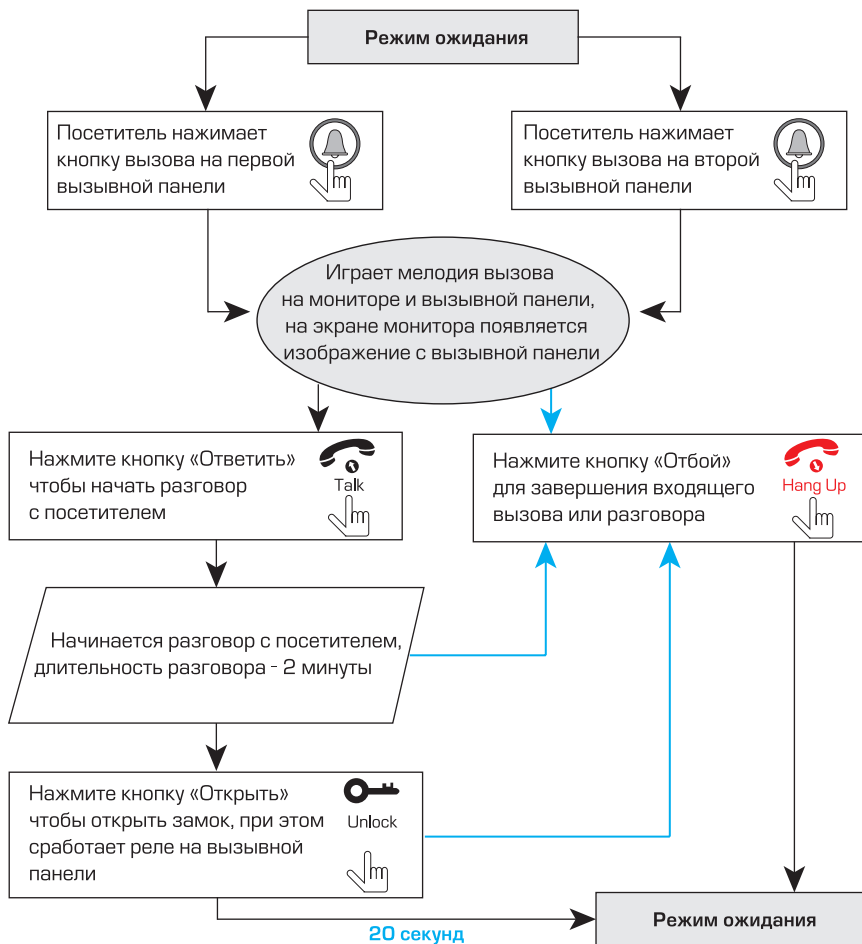 Режим ожидания
Посетитель нажимает
кнопку вызова на первой
вызывной панели
Посетитель нажимает
кнопку вызова на второй
вызывной панели
Играет мелодия вызова
на мониторе и вызывной панели,
на экране монитора появляется
изображение с вызывной панели
Нажмите кнопку «Ответить»
чтобы начать разговор
с посетителем
Talk
Нажмите кнопку «Отбой»
для завершения входящего
вызова или разговора
Hang Up
Начинается разговор с посетителем,
длительность разговора - 2 минуты
Нажмите кнопку «Открыть»
чтобы открыть замок, при этом
сработает реле на вызывной
панели
Unlock
20 секунд
Режим ожидания